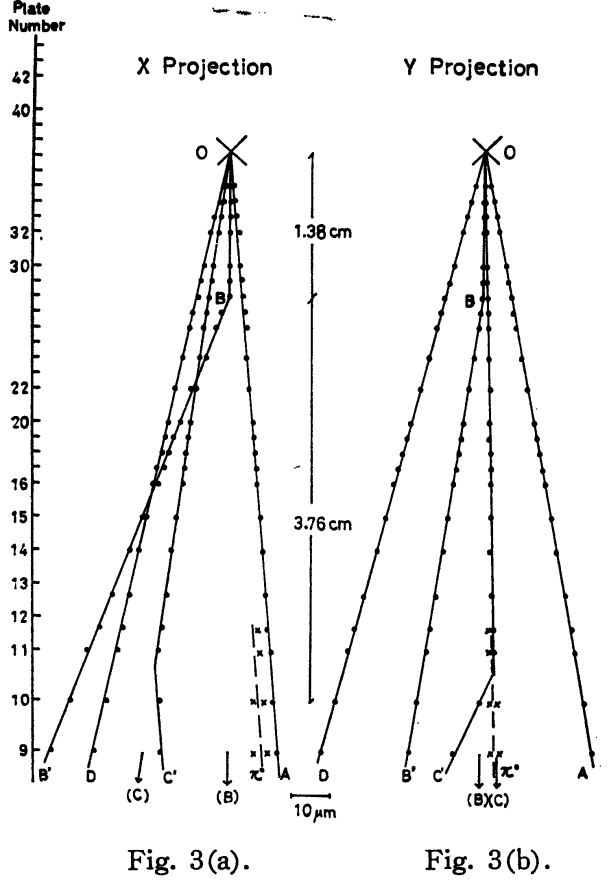 Plate
Number
X Projection
Y Projection
42
40
O
O
1.38 cm
32
30
B
B
22
20
16
3.76 cm
15
14
13
12
11
10
9
B'
D
(C)
C'
(B)
π°
A
D
B'
C'
(B)(C)
π°
A
10 μm
Fig. 3(a).
Fig. 3(b).